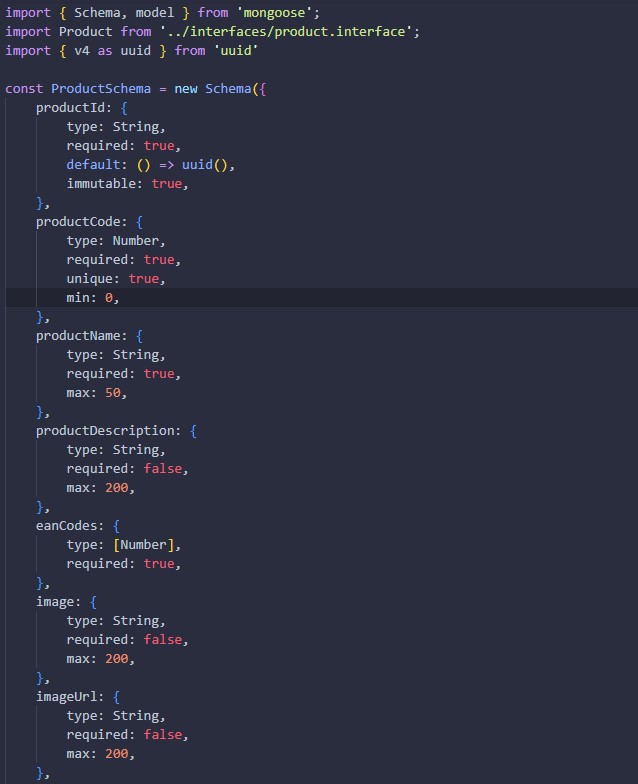 import { Schema, model } from 'mongoose';
import Product from '../interfaces/product.interface';
import { v4 as uuid } from 'uuid'

const ProductSchema = new Schema({
    productId: {
        type: String,
        required: true,
        default: () => uuid(),
        immutable: true,
    },
    productCode: {
        type: Number,
        required: true,
        unique: true,
        min: 0,
    },
    productName: {
        type: String,
        required: true,
        max: 50,
    },
    productDescription: {
        type: String,
        required: false,
        max: 200,
    },
    eanCodes: {
        type: [Number],
        required: true,
    },
    image: {
        type: String,
        required: false,
        max: 200,
    },
    imageUrl: {
        type: String,
        required: false,
        max: 200,
    },